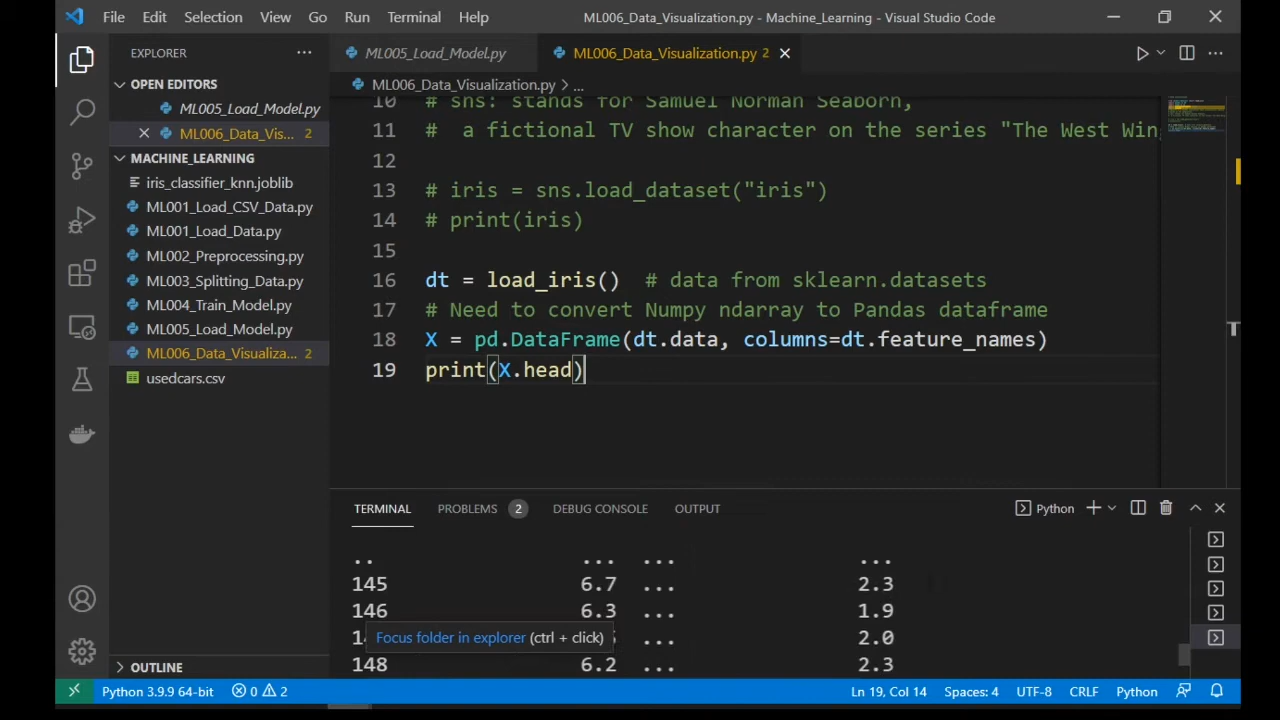 File Edit Selection View Go Run Terminal Help ML006_Data_Visualization.py - Machine_Learning - Visual Studio Code
EXPLORER ···
OPEN EDITORS
ML005_Load_Model.py
ML006_Data_Vis... 2
MACHINE_LEARNING
iris_classifier_knn.joblib
ML001_Load_CSV_Data.py
ML001_Load_Data.py
ML002_Preprocessing.py
ML003_Splitting_Data.py
ML004_Train_Model.py
ML005_Load_Model.py
ML006_Data_Visualiza... 2
usedcars.csv
OUTLINE
ML005_Load_Model.py ML006_Data_Visualization.py 2
ML006_Data_Visualization.py > ...
10 # sns: stands for Samuel Norman Seaborn,
11 #  a fictional TV show character on the series "The West Wing
12
13 # iris = sns.load_dataset("iris")
14 # print(iris)
15
16 dt = load_iris()  # data from sklearn.datasets
17 # Need to convert Numpy ndarray to Pandas dataframe
18 X = pd.DataFrame(dt.data, columns=dt.feature_names)
19 print(X.head)
TERMINAL PROBLEMS 2 DEBUG CONSOLE OUTPUT Python
.. ... ... ...
145 6.7 ... 2.3
146 6.3 ... 1.9
... 2.0
Focus folder in explorer (ctrl + click)
148 6.2 ... 2.3
Python 3.9.9 64-bit 0 2 Ln 19, Col 14 Spaces: 4 UTF-8 CRLF Python